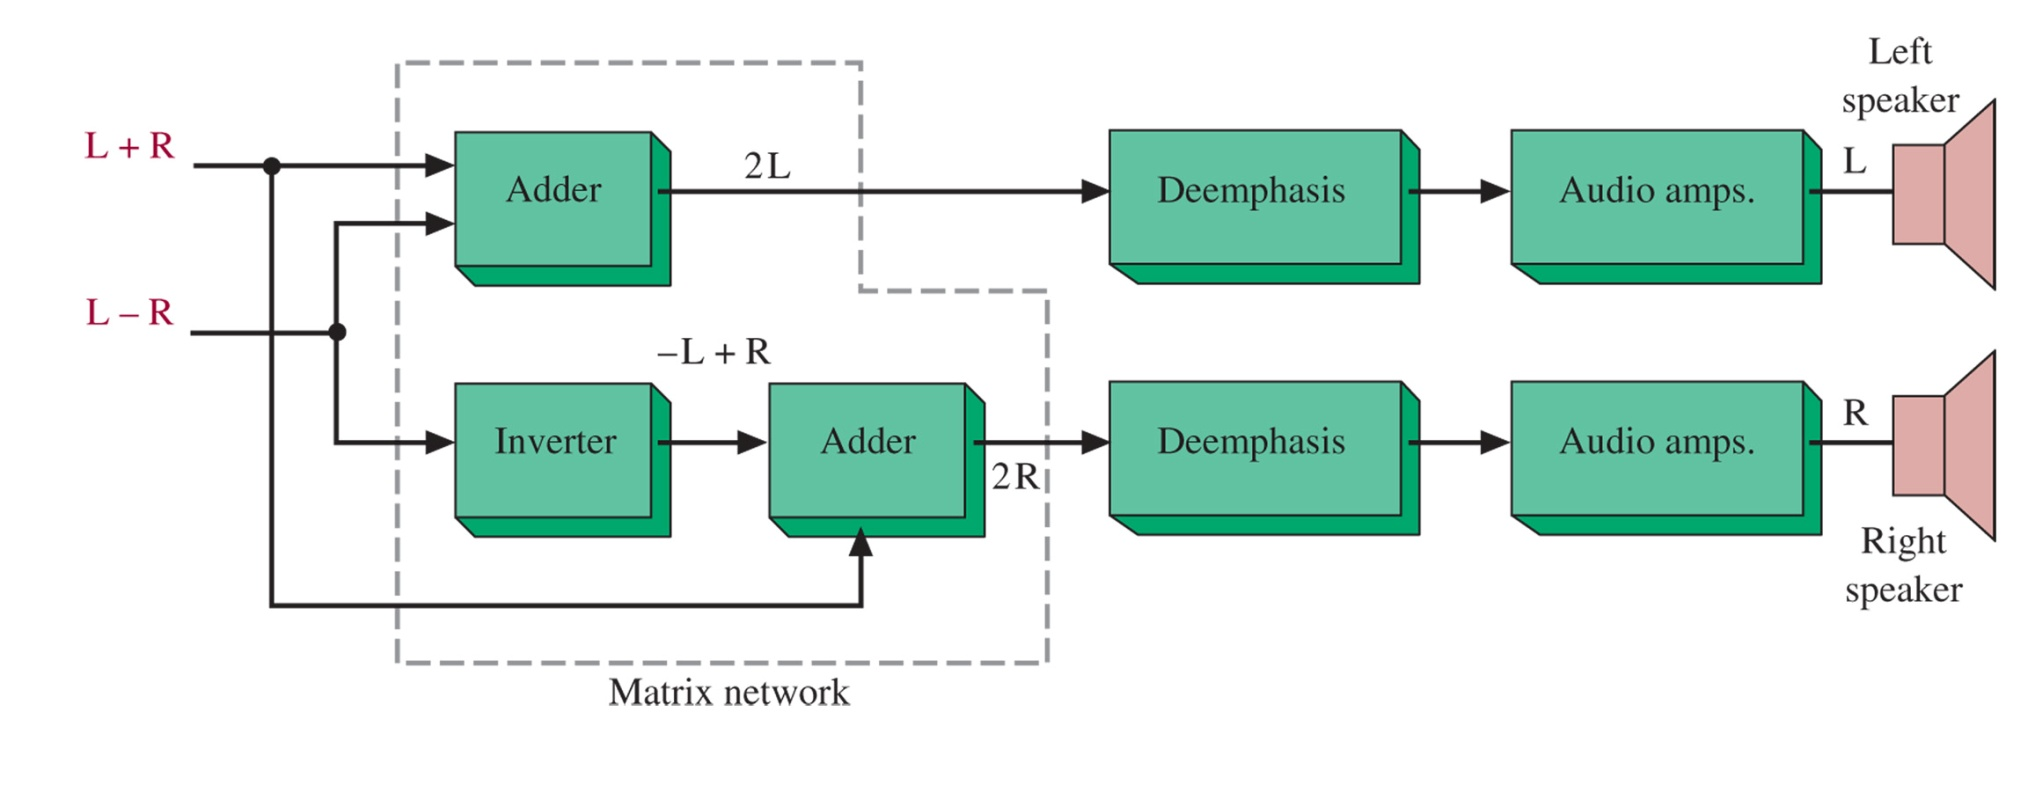 Left
speaker
L + R
Adder
2L
Deemphasis
Audio amps.
L
L – R
–L + R
Inverter
Adder
2R
Deemphasis
Audio amps.
R
Right
speaker
Matrix network